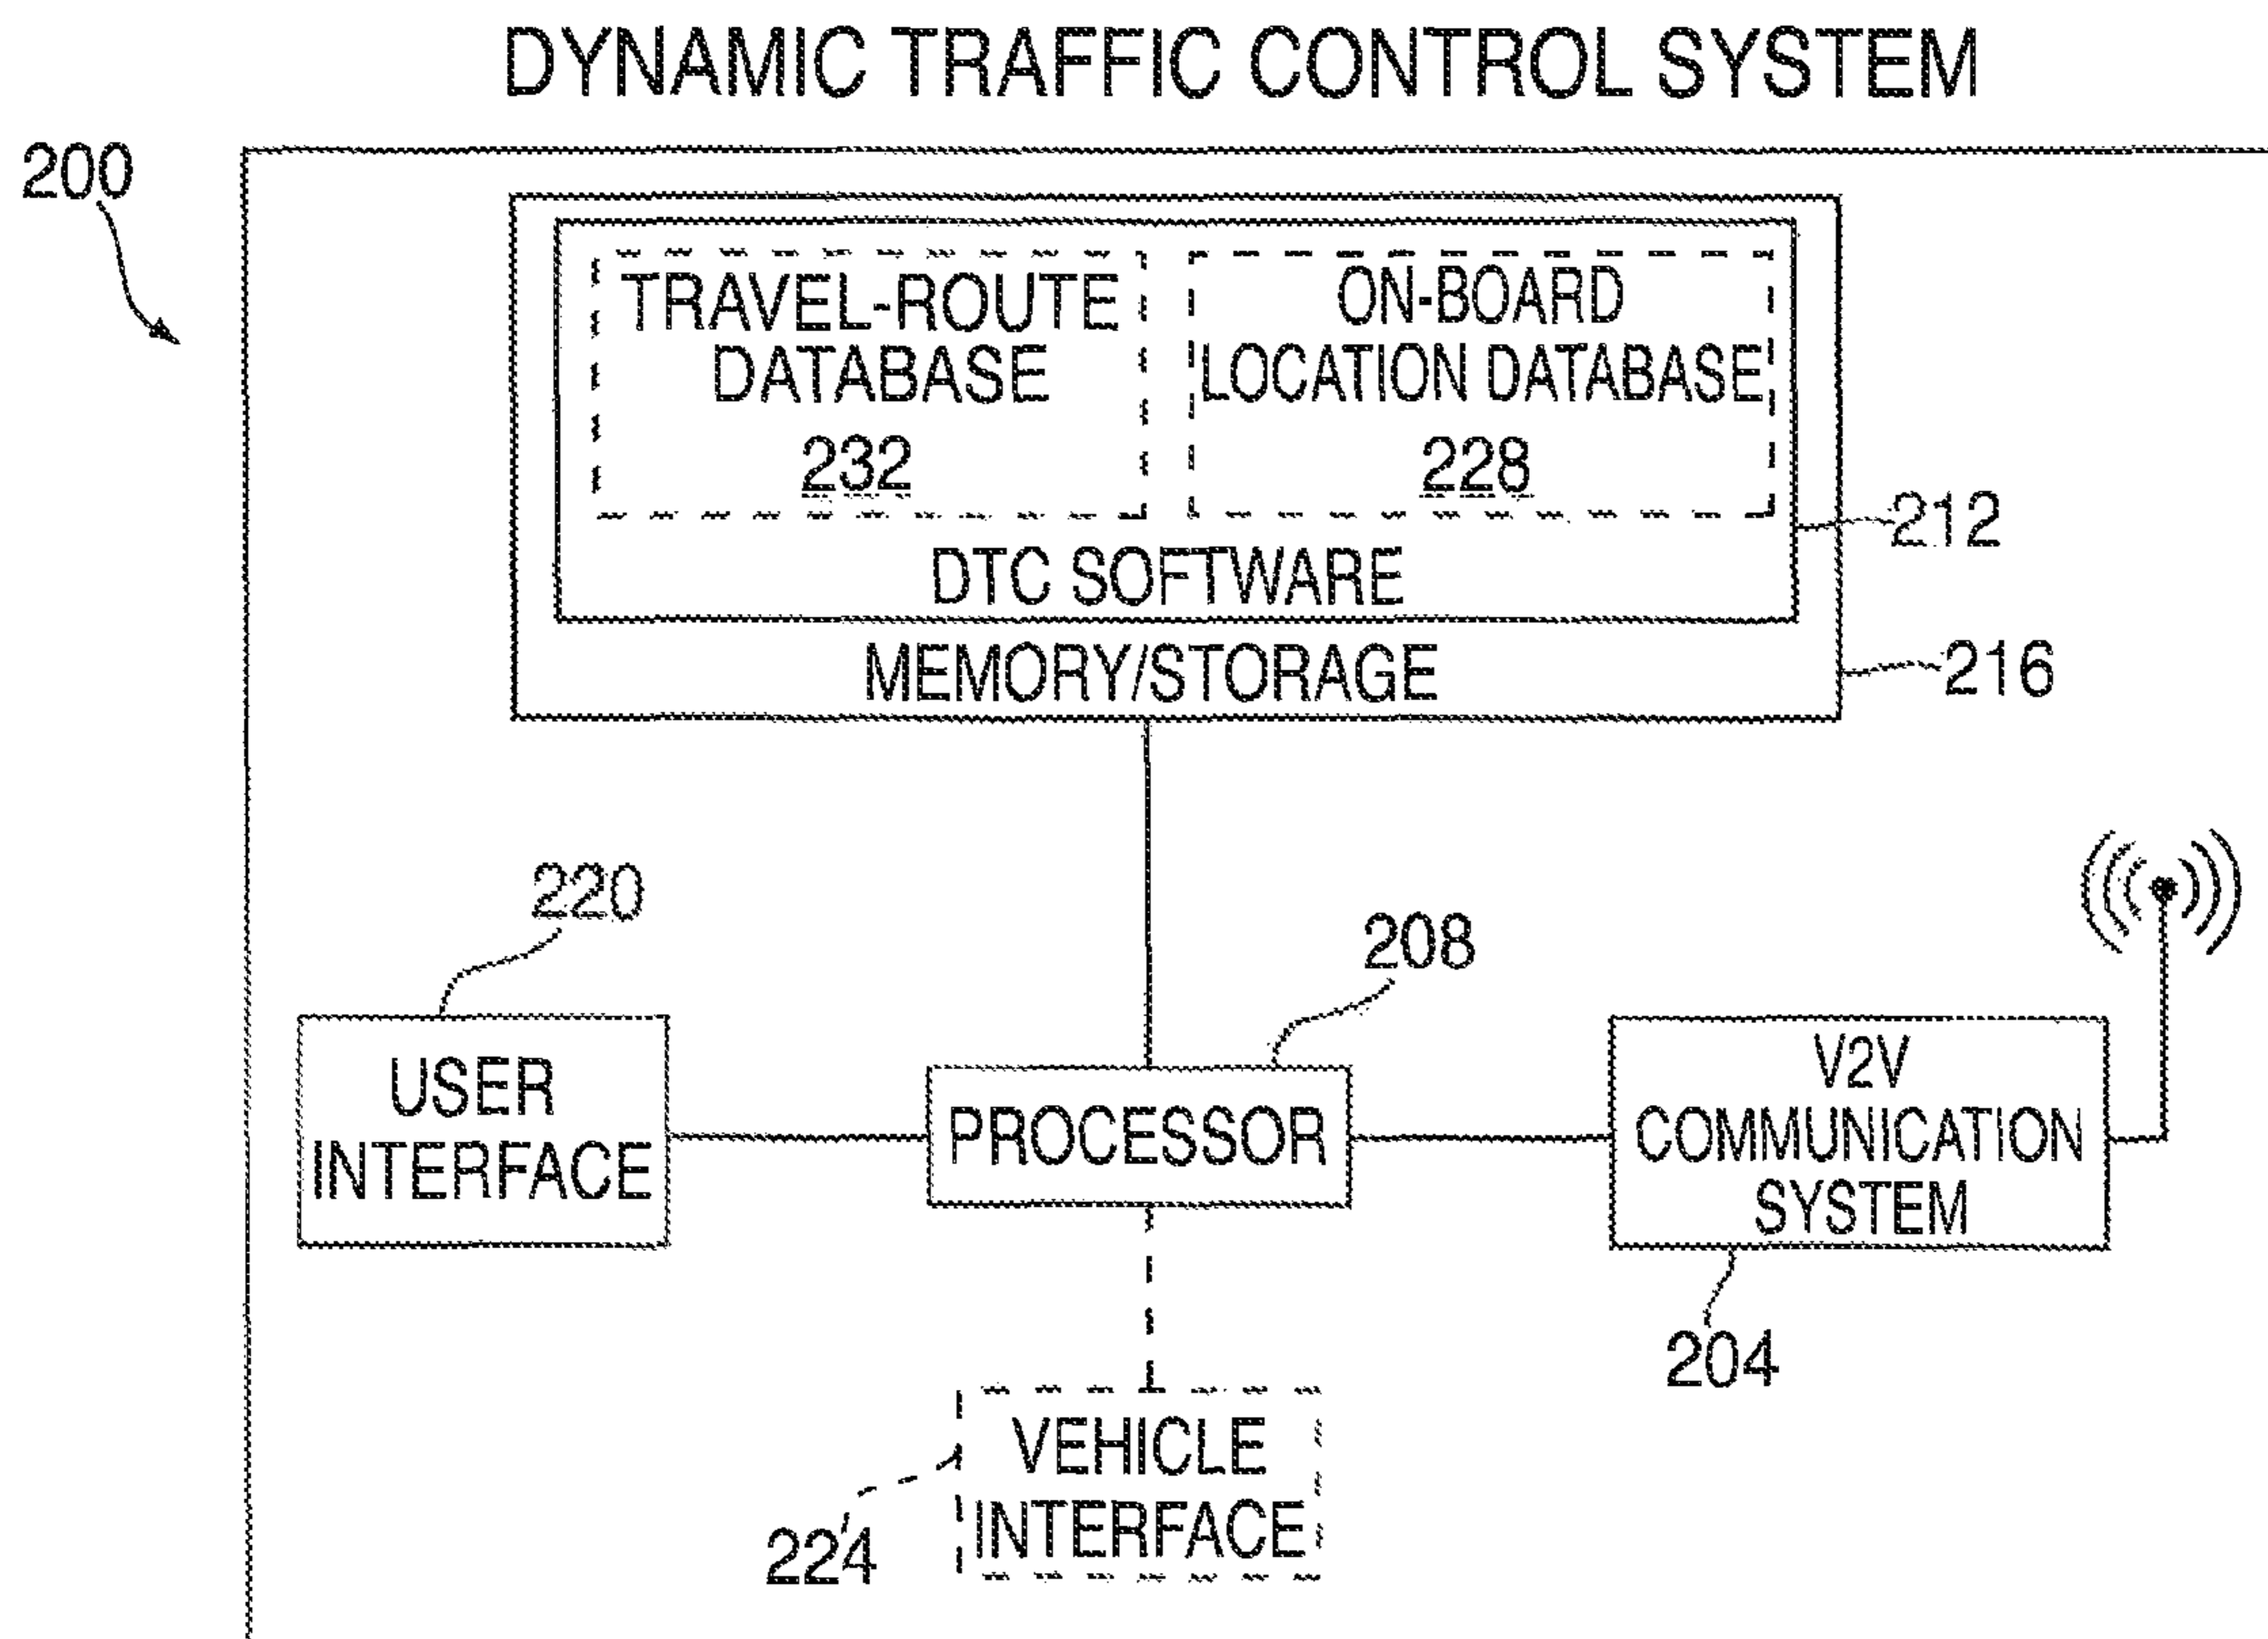 DYNAMIC TRAFFIC CONTROL SYSTEM
200
TRAVEL-ROUTE
DATABASE
232
ON-BOARD
LOCATION DATABASE
228
212
DTC SOFTWARE
MEMORY/STORAGE
216
220
208
USER
INTERFACE
PROCESSOR
V2V
COMMUNICATION
SYSTEM
204
VEHICLE
INTERFACE
224